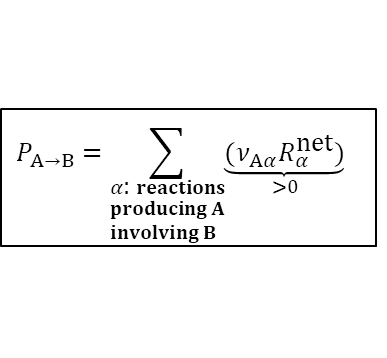 P_{A→B} = ∑ (ν_{Aα}R_α^{net})
α: reactions >0
producing A
involving B